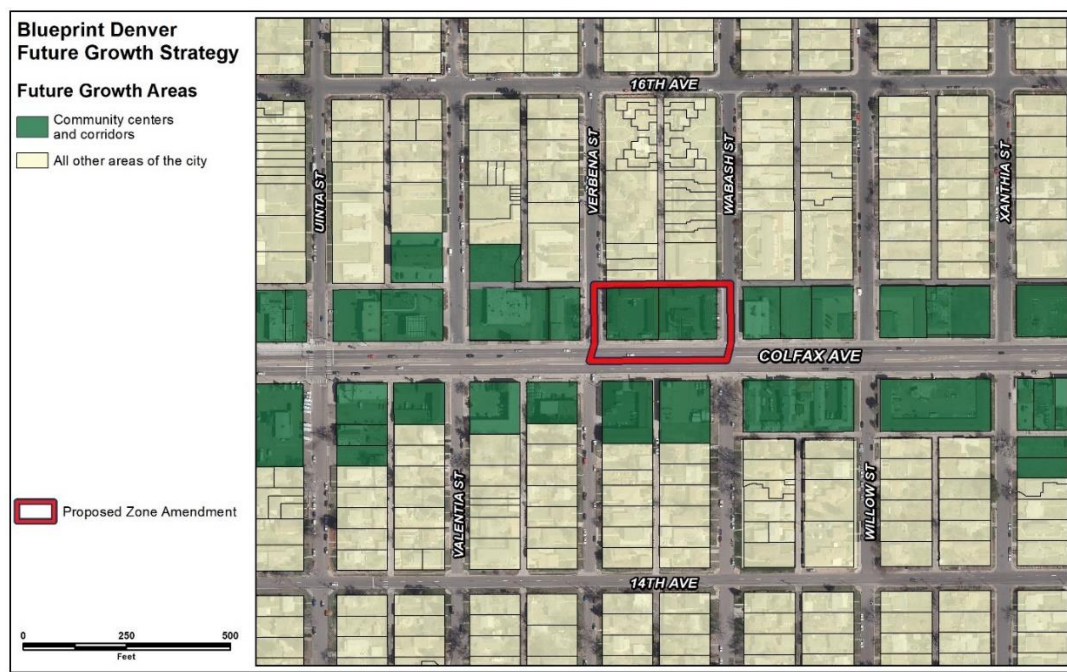 Blueprint Denver
Future Growth Strategy
Future Growth Areas
Community centers
and corridors
All other areas of the city
Proposed Zone Amendment
0 250 500
Feet
16TH AVE
UINTA ST
VERBENA ST
WABASH ST
XANTHIA ST
COLFAX AVE
VALENTIA ST
WILLOW ST
14TH AVE